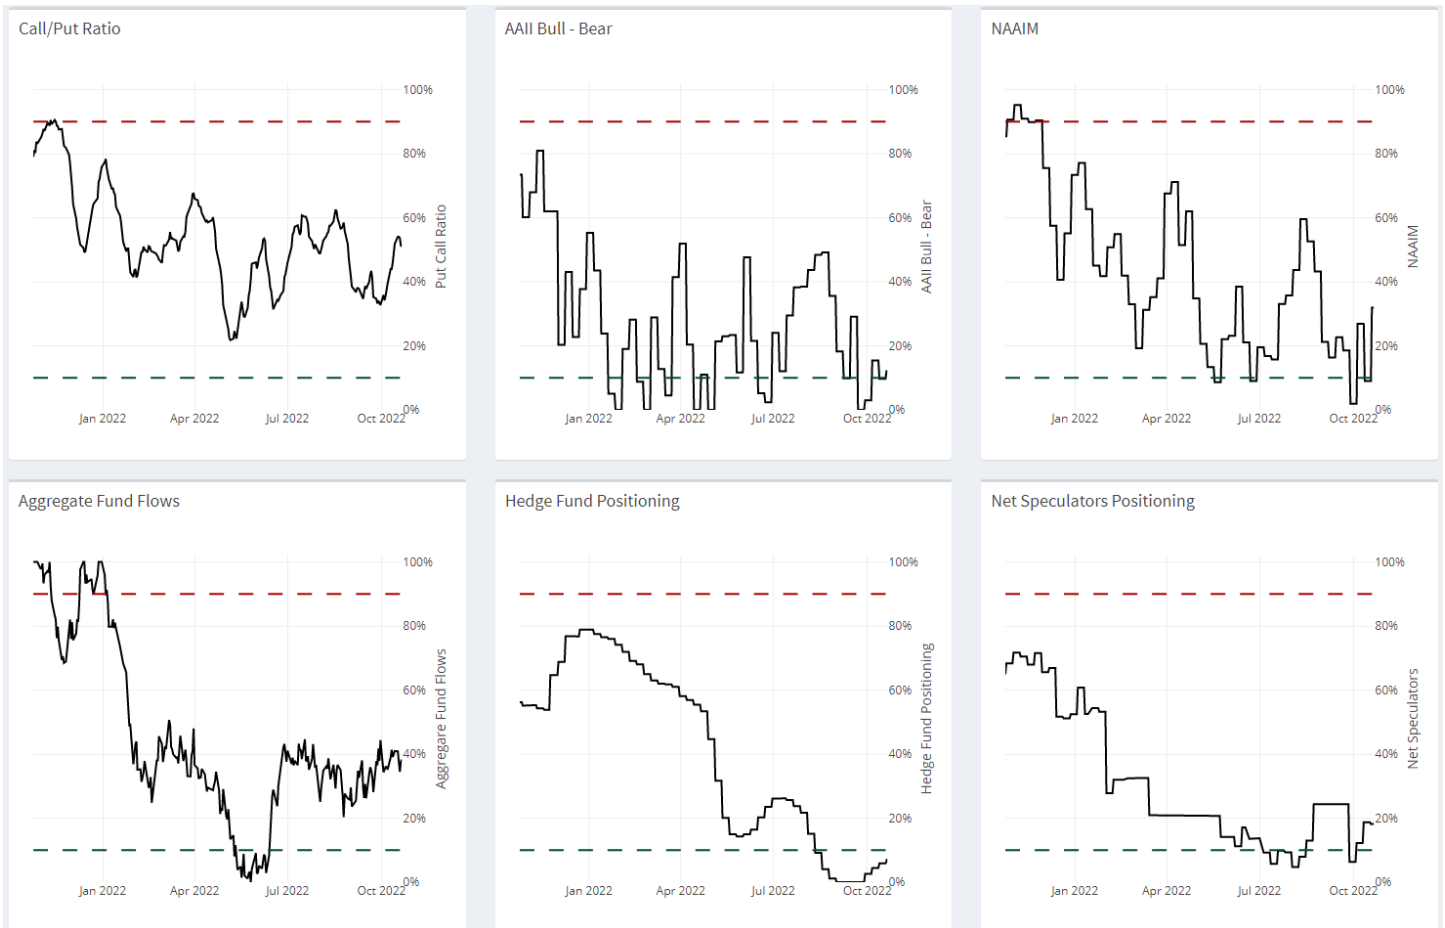 Call/Put Ratio
100%
80%
60%
40%
20%
0%
Put Call Ratio
Jan 2022
Apr 2022
Jul 2022
Oct 2022
AAII Bull - Bear
100%
80%
60%
40%
20%
0%
AAII Bull - Bear
Jan 2022
Apr 2022
Jul 2022
Oct 2022
NAAIM
100%
80%
60%
40%
20%
0%
NAAIM
Jan 2022
Apr 2022
Jul 2022
Oct 2022
Aggregate Fund Flows
100%
80%
60%
40%
20%
0%
Aggregare Fund Flows
Jan 2022
Apr 2022
Jul 2022
Oct 2022
Hedge Fund Positioning
100%
80%
60%
40%
20%
0%
Hedge Fund Positioning
Jan 2022
Apr 2022
Jul 2022
Oct 2022
Net Speculators Positioning
100%
80%
60%
40%
20%
0%
Net Speculators
Jan 2022
Apr 2022
Jul 2022
Oct 2022